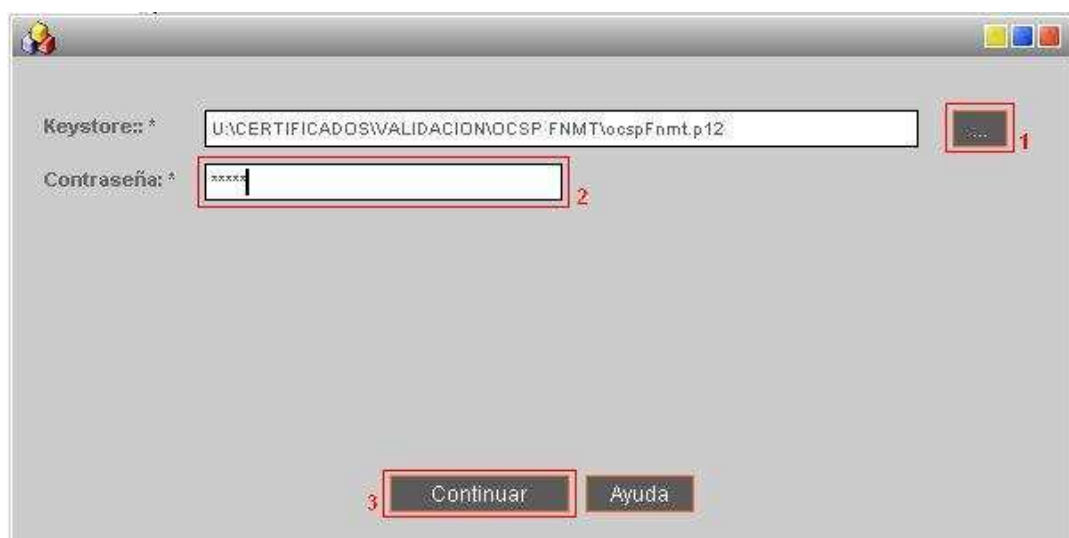 Keystore:: * U:\CERTIFICADOS\VALIDACION\OCSP FNMT\ocspFnmt.p12 ... 1
Contraseña: * ***** 2
3 Continuar Ayuda